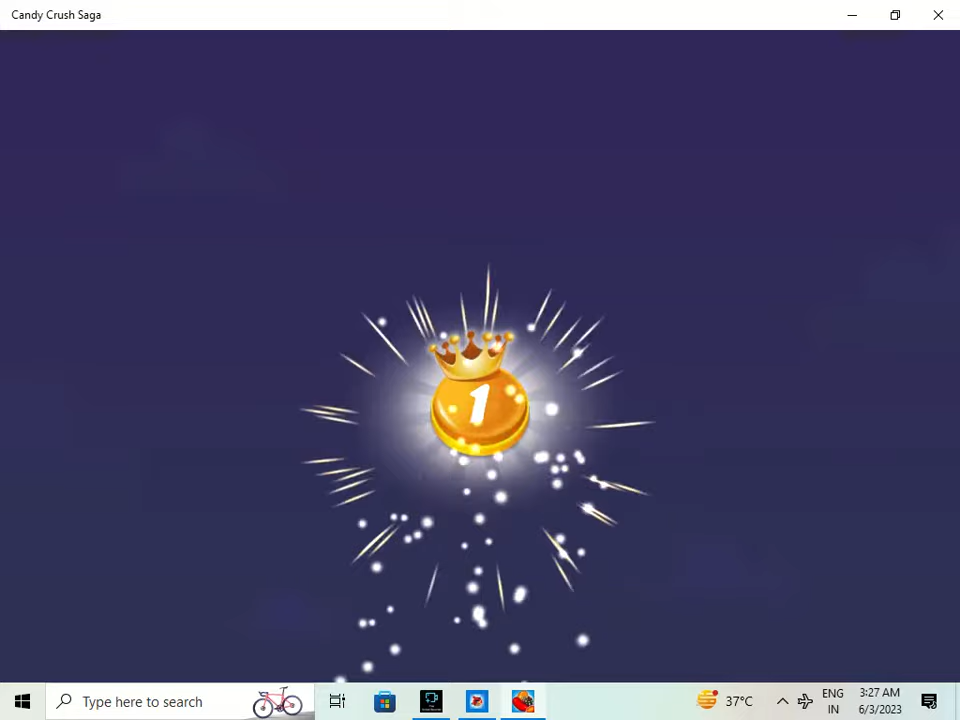 Candy Crush Saga
1
Type here to search
37°C
ENG
IN
3:27 AM
6/3/2023